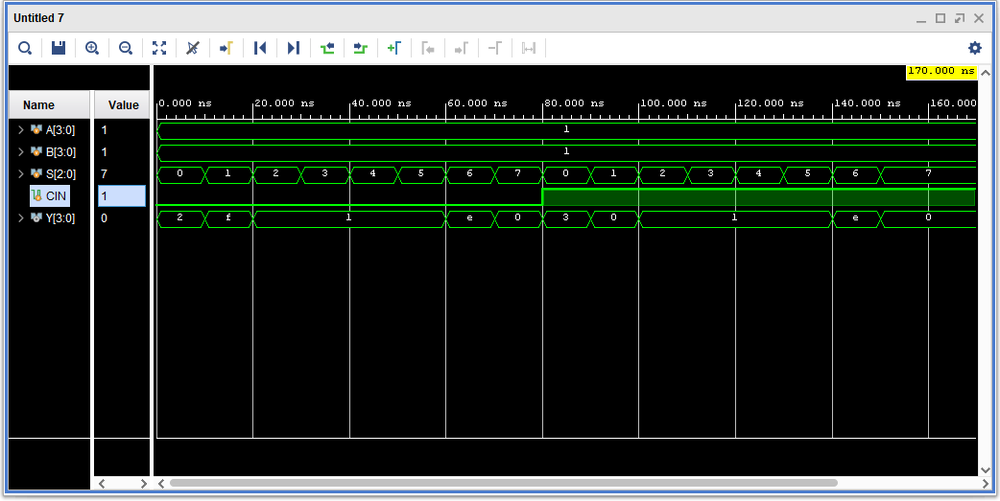 Untitled 7
170.000 ns
Name Value
0.000 ns 20.000 ns 40.000 ns 60.000 ns 80.000 ns 100.000 ns 120.000 ns 140.000 ns 160.000
A[3:0] 1 1
B[3:0] 1 1
S[2:0] 7 0 1 2 3 4 5 6 7 0 1 2 3 4 5 6 7
CIN 1
Y[3:0] 0 2 f 1 e 0 3 0 1 e 0